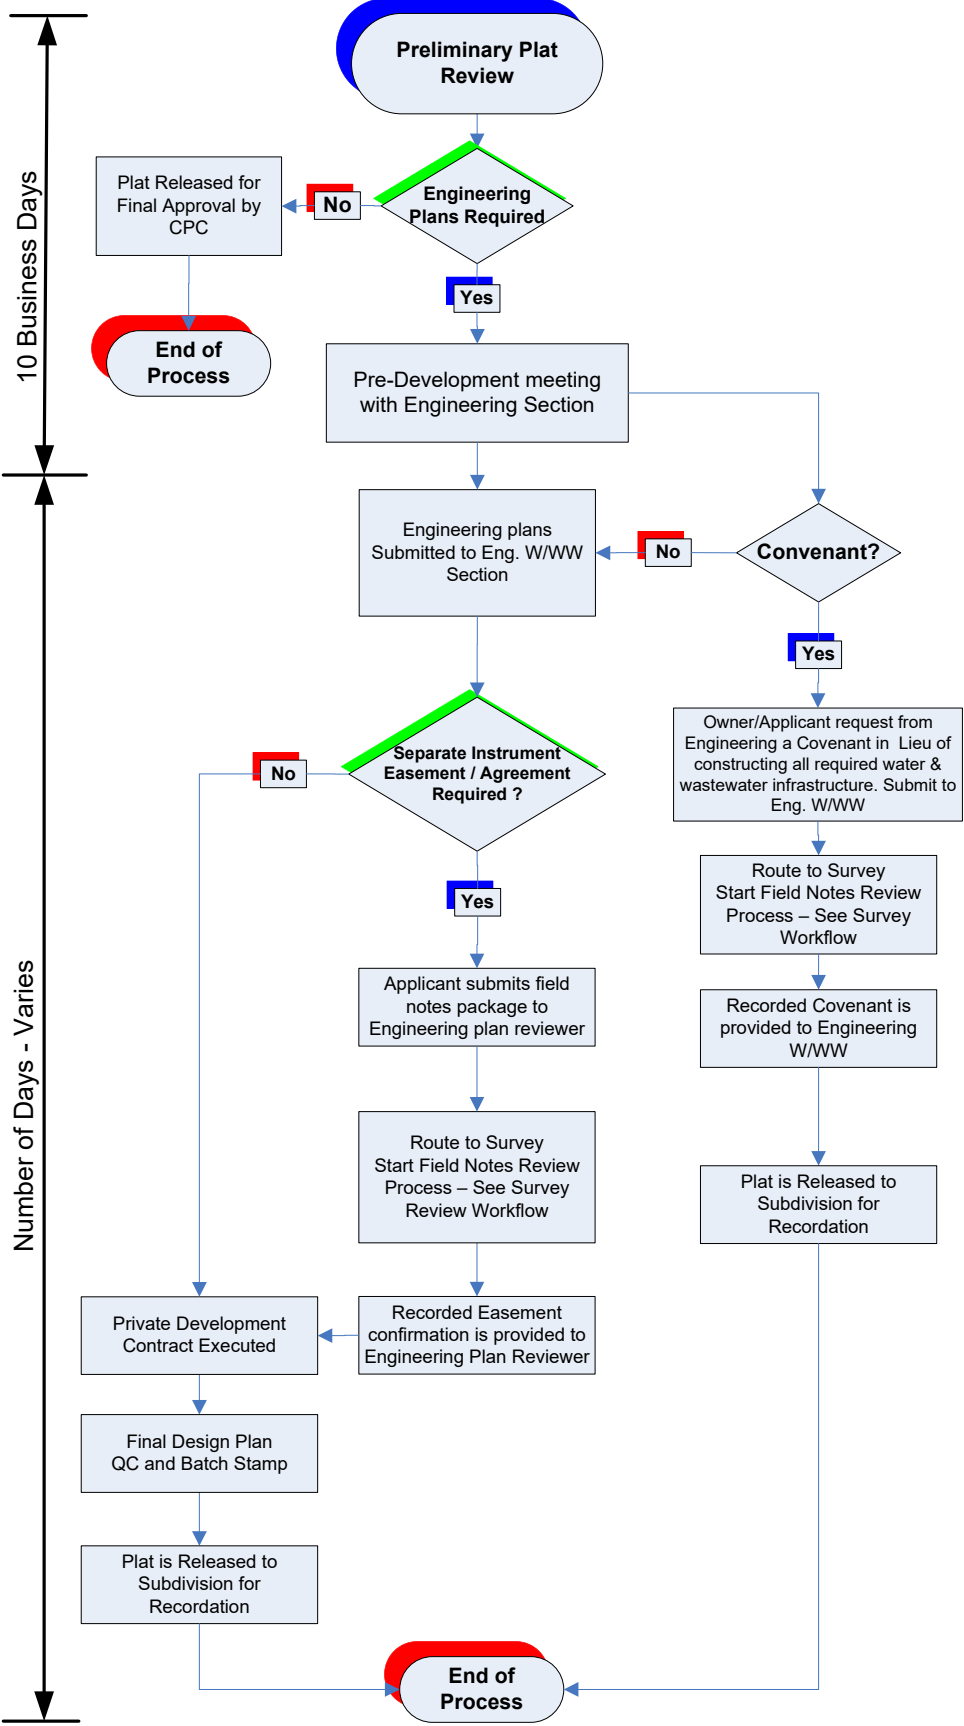 Preliminary Plat
Review
10 Business Days
Engineering
Plans Required
No
Plat Released for
Final Approval by
CPC
End of
Process
Yes
Pre-Development meeting
with Engineering Section
Engineering plans
Submitted to Eng. W/WW
Section
No
Convenant?
Yes
Owner/Applicant request from
Engineering a Covenant in Lieu of
constructing all required water &
wastewater infrastructure. Submit to
Eng. W/WW
Route to Survey
Start Field Notes Review
Process – See Survey
Workflow
Recorded Covenant is
provided to Engineering
W/WW
Plat is Released to
Subdivision for
Recordation
Number of Days - Varies
Separate Instrument
Easement / Agreement
Required ?
No
Yes
Applicant submits field
notes package to
Engineering plan reviewer
Route to Survey
Start Field Notes Review
Process – See Survey
Review Workflow
Recorded Easement
confirmation is provided to
Engineering Plan Reviewer
Private Development
Contract Executed
Final Design Plan
QC and Batch Stamp
Plat is Released to
Subdivision for
Recordation
End of
Process